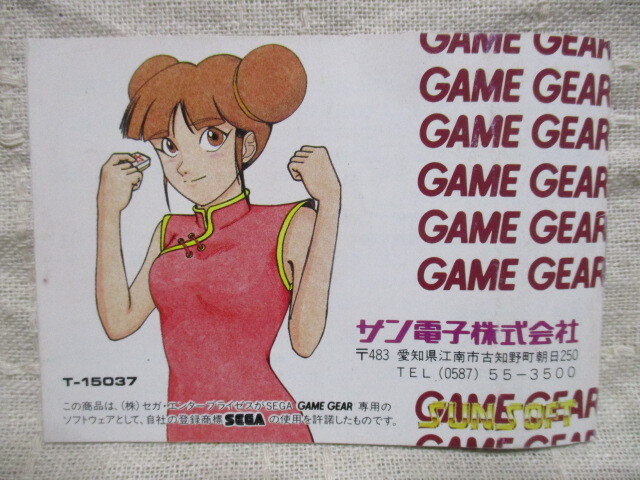 GAME GEAR
GAME GEAR
GAME GEAR
GAME GEAR
GAME GEAR
GAME GEAR
サン電子株式会社
〒483 愛知県江南市古知野町朝日250
TEL (0587) 55-3500
T-15037
この商品は、(株)セガ・エンタープライゼスがSEGA GAME GEAR 専用の
ソフトウェアとして、自社の登録商標 SEGA の使用を許諾したものです。
GAME GEAR
SUNSOFT
GAME GEAR